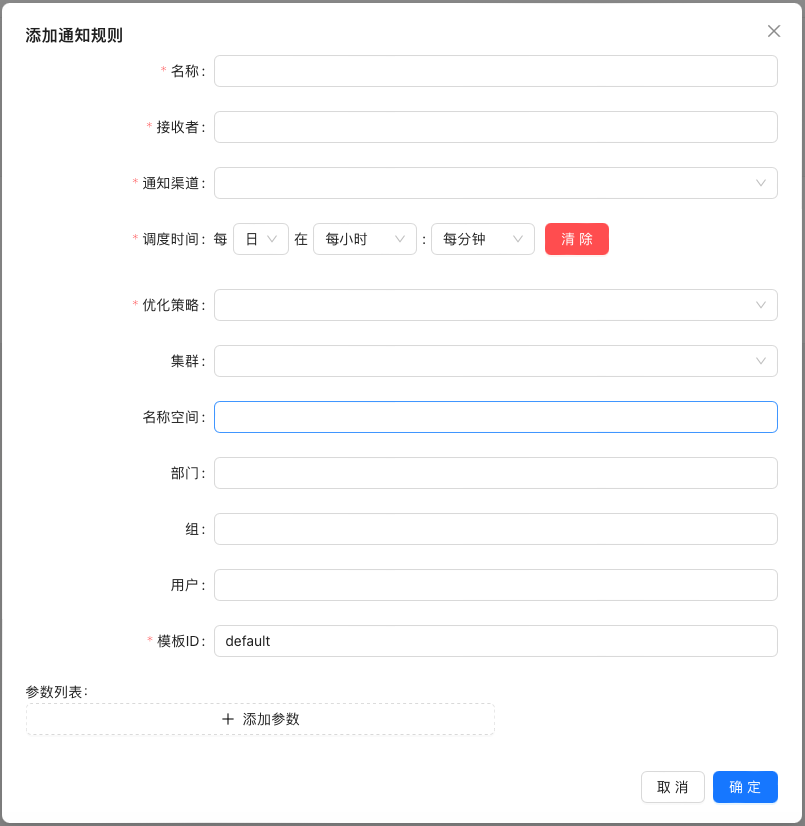 添加通知规则
* 名称:
* 接收者:
* 通知渠道:
* 调度时间: 每 日 在 每小时 : 每分钟 清 除
* 优化策略:
集群:
名称空间:
部门:
组:
用户:
* 模板ID: default
参数列表:
+ 添加参数
取 消 确 定